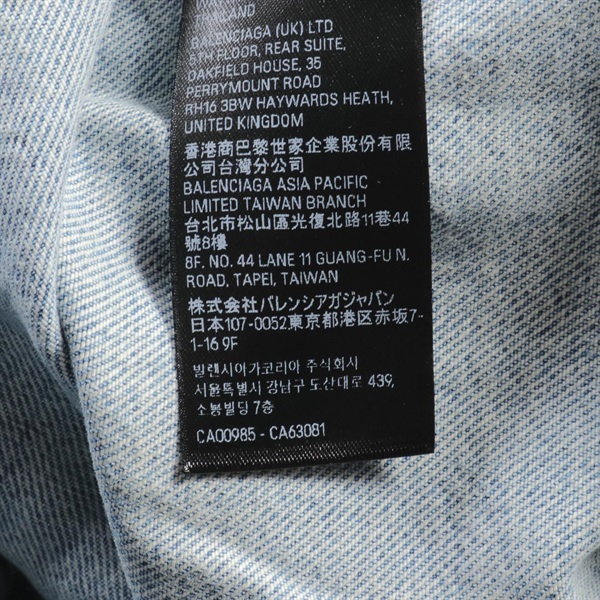 THAILAND
BALENCIAGA (UK) LTD
5TH FLOOR, REAR SUITE,
OAKFIELD HOUSE, 35
PERRYMOUNT ROAD
RH16 3BW HAYWARDS HEATH,
UNITED KINGDOM
香港商巴黎世家企業股份有限
公司台灣分公司
BALENCIAGA ASIA PACIFIC
LIMITED TAIWAN BRANCH
台北市松山區光復北路11巷44
號8樓
8F. NO. 44 LANE 11 GUANG-FU N.
ROAD, TAPEI, TAIWAN
株式会社バレンシアガジャパン
日本107-0052東京都港区赤坂7-
1-16 9F
발렌시아가코리아 주식회사
서울특별시 강남구 도산대로 439,
소봉빌딩 7층
CA00985 - CA63081